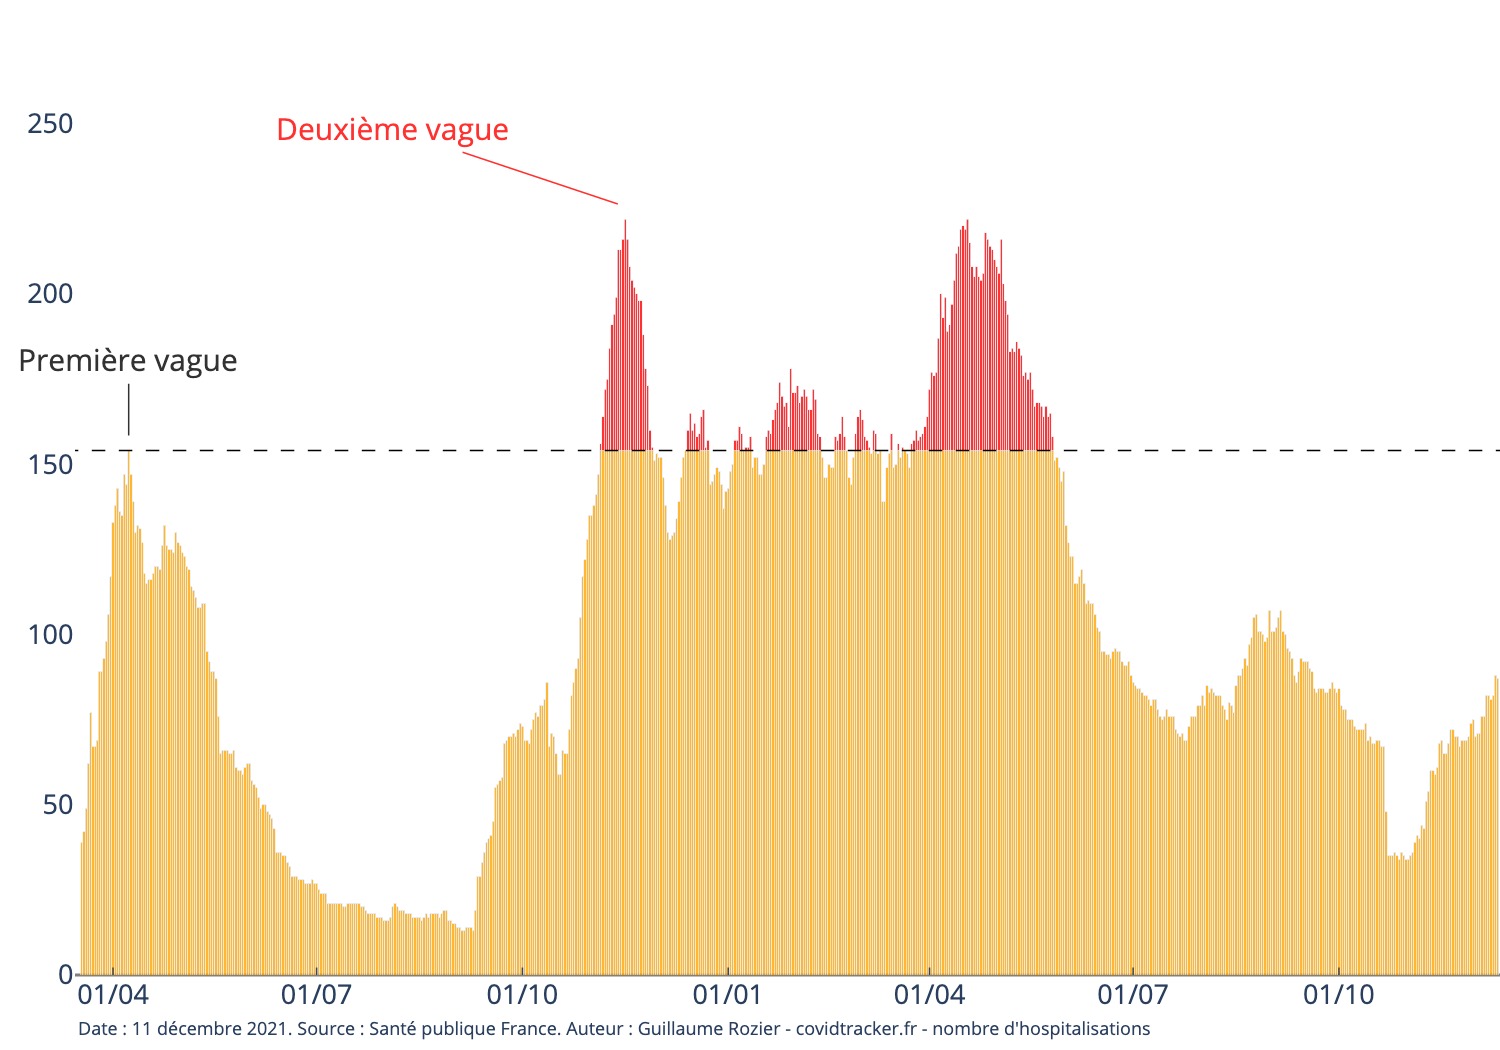 250
Deuxième vague
200
Première vague
150
100
50
0
01/04 01/07 01/10 01/01 01/04 01/07 01/10
Date : 11 décembre 2021. Source : Santé publique France. Auteur : Guillaume Rozier - covidtracker.fr - nombre d'hospitalisations